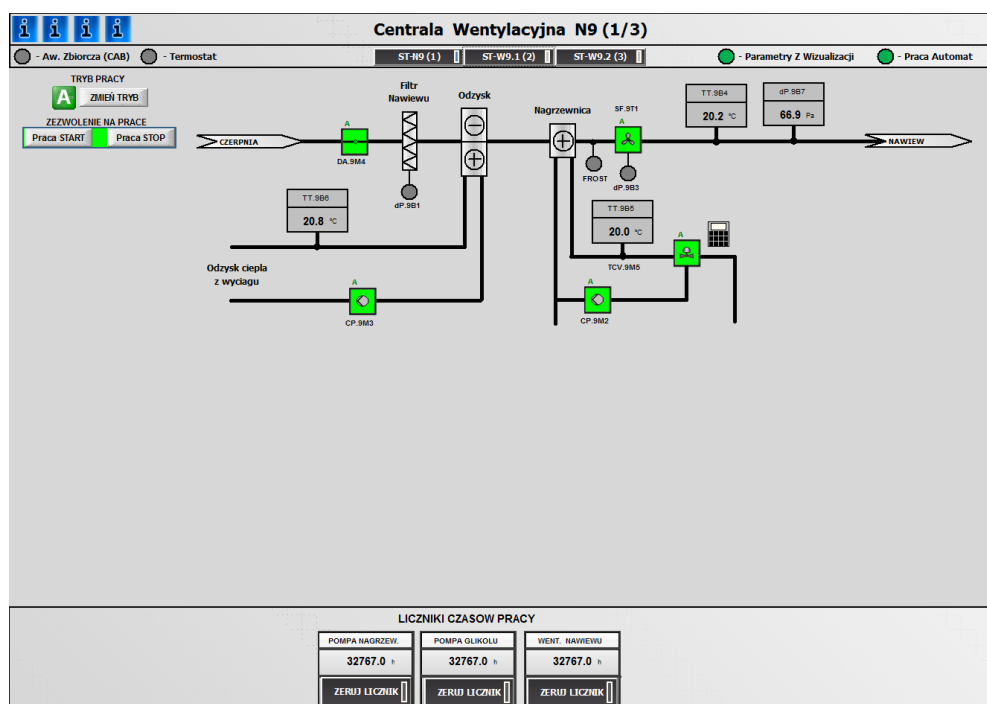 i i i i
Centrala Wentylacyjna N9 (1/3)
- Aw. Zbiorcza (CAB) - Termostat
ST-N9 (1) ST-W9.1 (2) ST-W9.2 (3)
- Parametry Z Wizualizacji - Praca Automat
TRYB PRACY
A ZMIEŃ TRYB
ZEZWOLENIE NA PRACE
Praca START Praca STOP
CZERPNIA
A
DA.9M4
Filtr
Nawiewu
dP.9B1
Odzysk
Nagrzewnica
FROST
SF.9T1
A
dP.9B3
TT.9B4
20.2 °C
dP.9B7
66.9 Pa
NAWIEW
TT.9B6
20.8 °C
Odzysk ciepla
z wyciagu
A
CP.9M3
TT.9B5
20.0 °C
A
TCV.9M5
A
CP.9M2
LICZNIKI CZASOW PRACY
POMPA NAGRZEW. POMPA GLIKOLU WENT. NAWIEWU
32767.0 h 32767.0 h 32767.0 h
ZERUJ LICZNIK ZERUJ LICZNIK ZERUJ LICZNIK